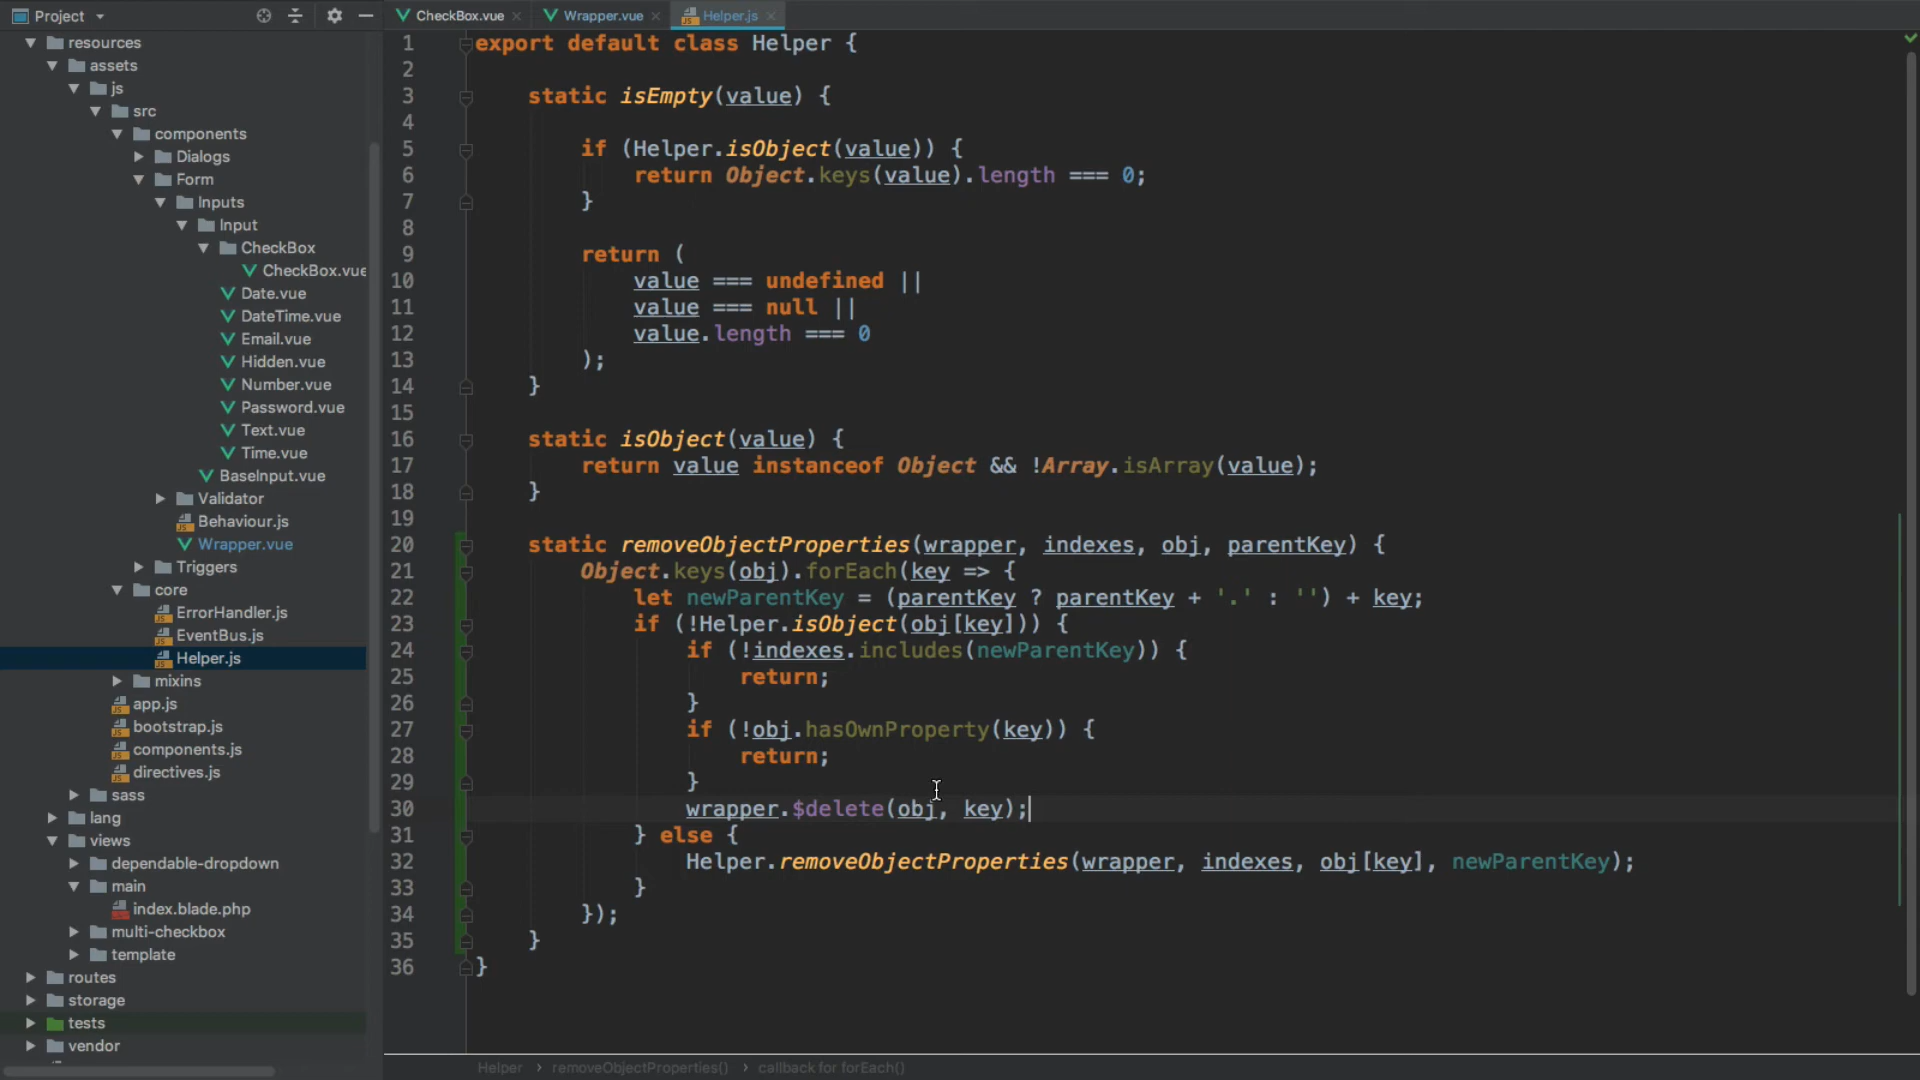 Project
CheckBox.vue
Wrapper.vue
Helper.js
resources
assets
js
src
components
Dialogs
Form
Inputs
Input
CheckBox
CheckBox.vue
Date.vue
DateTime.vue
Email.vue
Hidden.vue
Number.vue
Password.vue
Text.vue
Time.vue
BaseInput.vue
Validator
Behaviour.js
Wrapper.vue
Triggers
core
ErrorHandler.js
EventBus.js
Helper.js
mixins
app.js
bootstrap.js
components.js
directives.js
sass
lang
views
dependable-dropdown
main
index.blade.php
multi-checkbox
template
routes
storage
tests
vendor
1 export default class Helper {
2
3 static isEmpty(value) {
4
5 if (Helper.isObject(value)) {
6 return Object.keys(value).length === 0;
7 }
8
9 return (
10 value === undefined ||
11 value === null ||
12 value.length === 0
13 );
14 }
15
16 static isObject(value) {
17 return value instanceof Object && !Array.isArray(value);
18 }
19
20 static removeObjectProperties(wrapper, indexes, obj, parentKey) {
21 Object.keys(obj).forEach(key => {
22 let newParentKey = (parentKey ? parentKey + '.' : '') + key;
23 if (!Helper.isObject(obj[key])) {
24 if (!indexes.includes(newParentKey)) {
25 return;
26 }
27 if (!obj.hasOwnProperty(key)) {
28 return;
29 }
30 wrapper.$delete(obj, key);
31 } else {
32 Helper.removeObjectProperties(wrapper, indexes, obj[key], newParentKey);
33 }
34 });
35 }
36 }
Helper › removeObjectProperties() › callback for forEach()